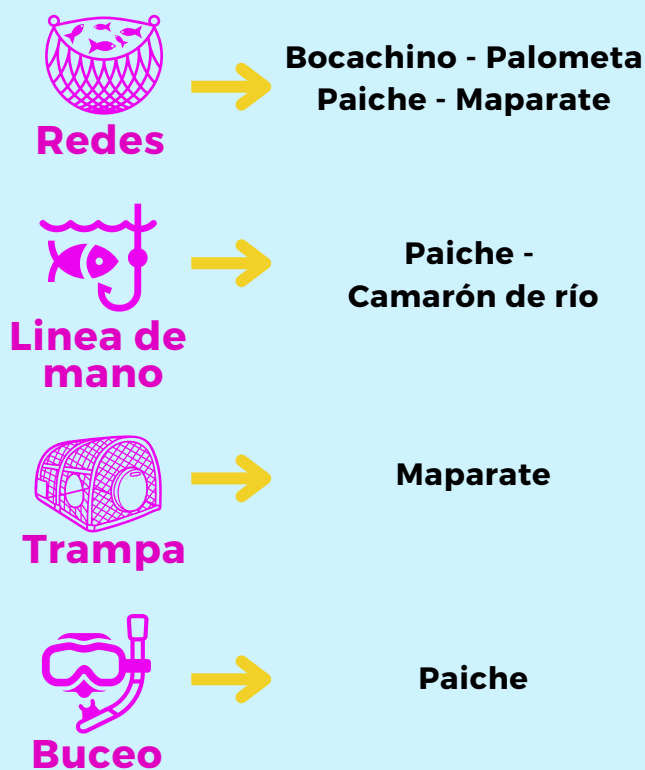 Bocachino - Palometa
Paiche - Maparate
Redes
Paiche -
Camarón de río
Linea de
mano
Maparate
Trampa
Paiche
Buceo